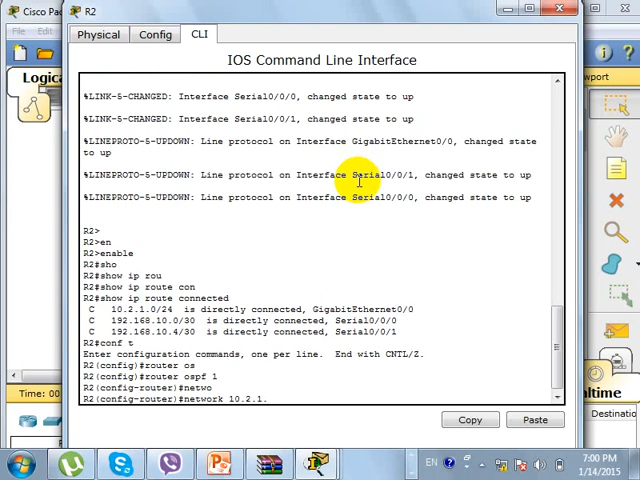 Cisco Pac
R2
File
Edit
Physical
Config
CLI
IOS Command Line Interface
%LINK-5-CHANGED: Interface Serial0/0/0, changed state to up
%LINK-5-CHANGED: Interface Serial0/0/1, changed state to up
%LINEPROTO-5-UPDOWN: Line protocol on Interface GigabitEthernet0/0, changed state
to up
%LINEPROTO-5-UPDOWN: Line protocol on Interface Serial0/0/1, changed state to up
%LINEPROTO-5-UPDOWN: Line protocol on Interface Serial0/0/0, changed state to up
R2>
R2>en
R2>enable
R2#sho
R2#show ip rou
R2#show ip route con
R2#show ip route connected
C 10.2.1.0/24 is directly connected, GigabitEthernet0/0
C 192.168.10.0/30 is directly connected, Serial0/0/0
C 192.168.10.4/30 is directly connected, Serial0/0/1
R2#conf t
Enter configuration commands, one per line. End with CNTL/Z.
R2(config)#router os
R2(config)#router ospf 1
R2(config-router)#netwo
R2(config-router)#network 10.2.1.
Copy
Paste
Logica
wport
Time: 00
ealtime
Destinatio
EN
7:00 PM
1/14/2015